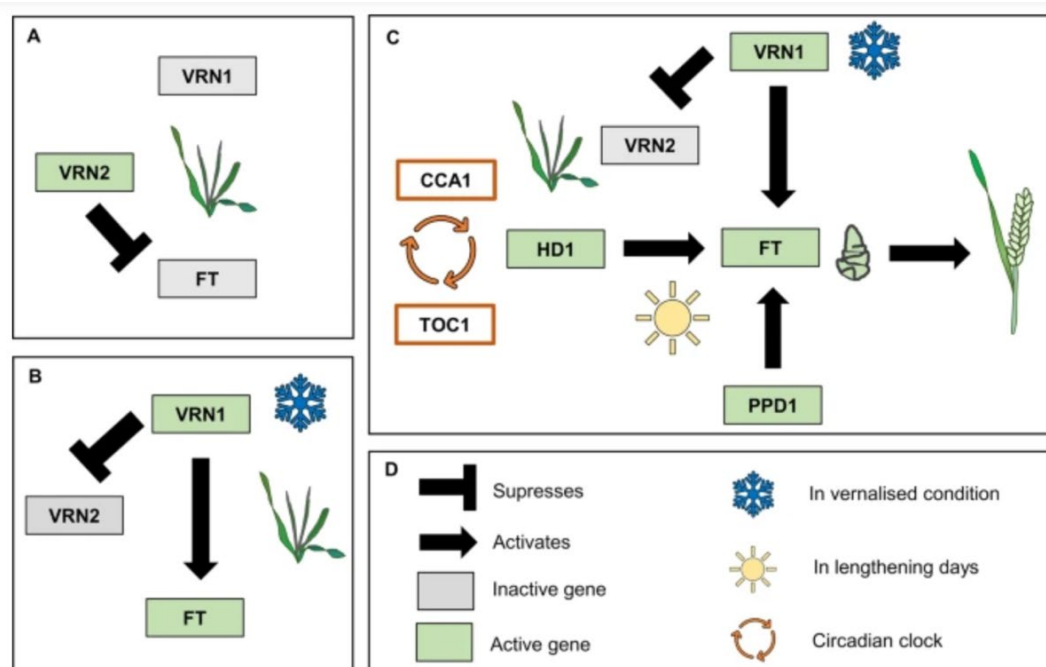 A
VRN1
VRN2
FT
B
VRN1
VRN2
FT
C
VRN1
VRN2
CCA1
HD1
FT
TOC1
PPD1
D
Supresses
Activates
Inactive gene
Active gene
In vernalised condition
In lengthening days
Circadian clock